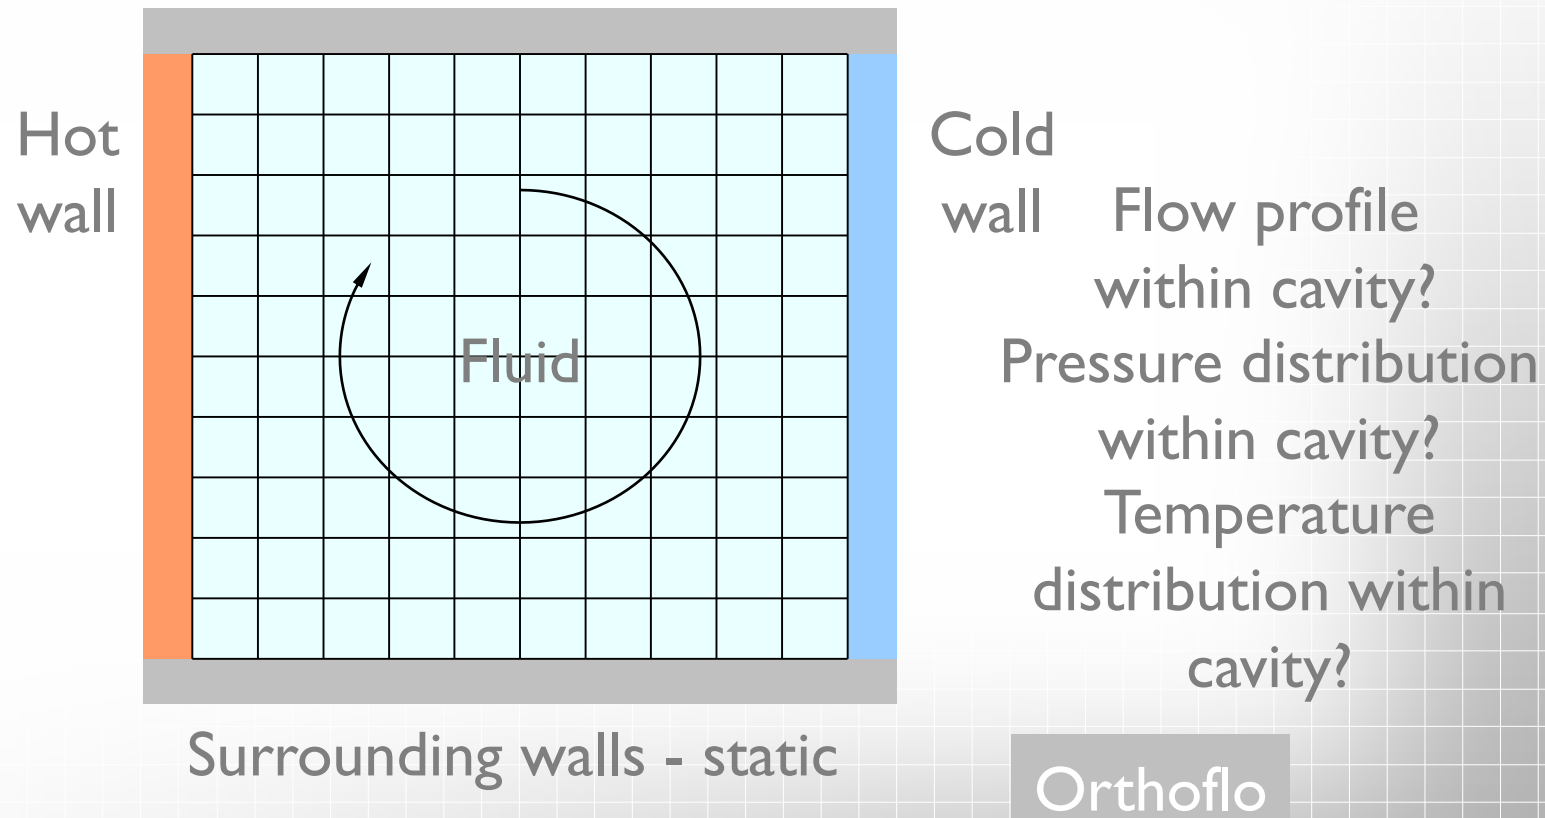 Hot
wall
Fluid
Cold
wall
Flow profile
within cavity?
Pressure distribution
within cavity?
Temperature
distribution within
cavity?
Surrounding walls - static
Orthoflo